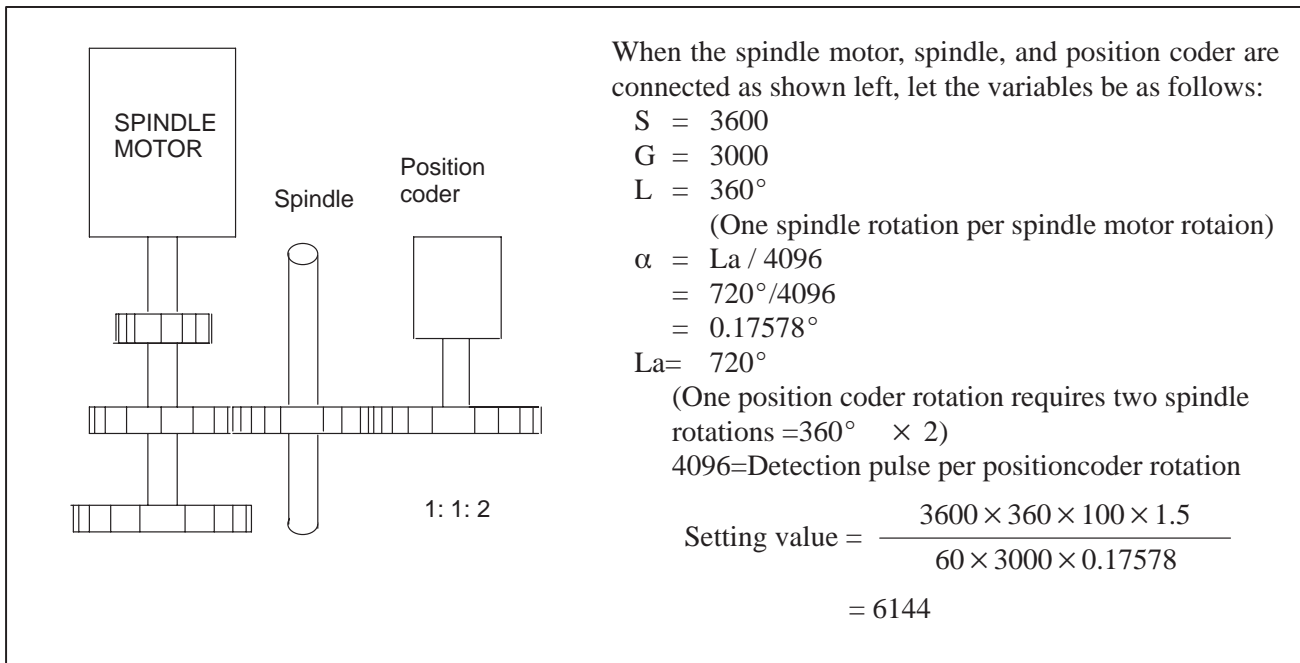 SPINDLE
MOTOR
Spindle
Position
coder
1: 1: 2
When the spindle motor, spindle, and position coder are
connected as shown left, let the variables be as follows:
S = 3600
G = 3000
L = 360°
(One spindle rotation per spindle motor rotaion)
α = La / 4096
= 720°/4096
= 0.17578°
La= 720°
(One position coder rotation requires two spindle
rotations =360° × 2)
4096=Detection pulse per positioncoder rotation
3600 × 360 × 100 × 1.5
Setting value =
60 × 3000 × 0.17578
= 6144